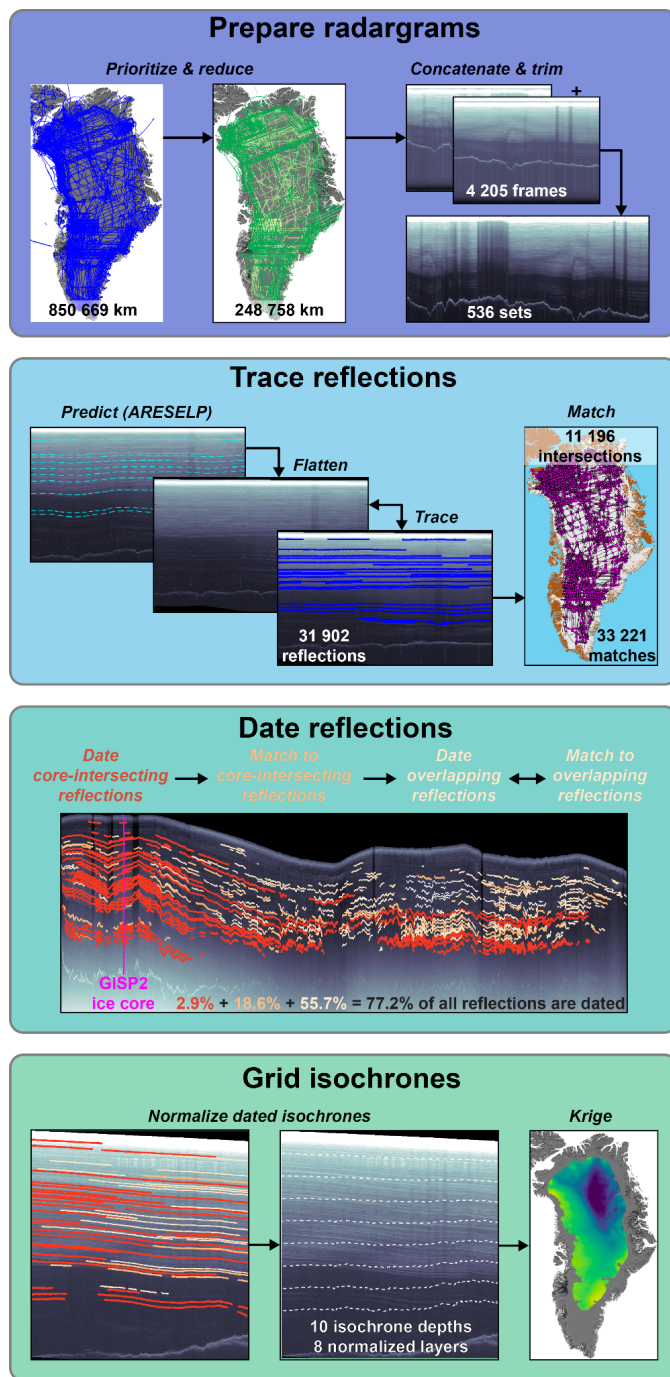 Prepare radargrams
Prioritize & reduce
Concatenate & trim
+
4 205 frames
850 669 km
248 758 km
536 sets
Trace reflections
Predict (ARESELP)
Match
11 196
intersections
Flatten
Trace
31 902
reflections
33 221
matches
Date reflections
Date
core-intersecting
reflections
Match to
core-intersecting
reflections
Date
overlapping
reflections
Match to
overlapping
reflections
GISP2
ice core
2.9% + 18.6% + 55.7% = 77.2% of all reflections are dated
Grid isochrones
Normalize dated isochrones
Krige
10 isochrone depths
8 normalized layers